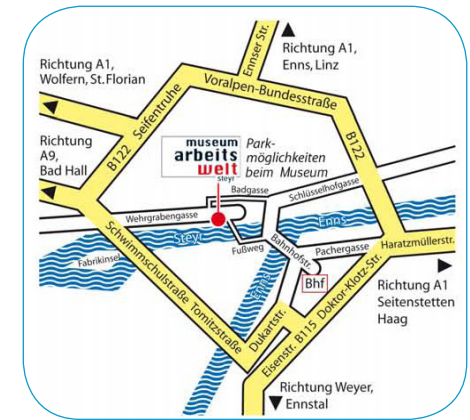 Richtung A1,
Enns, Linz
Ennser Str.
Richtung A1,
Wolfern, St. Florian
Voralpen-Bundesstraße
B122 Seifentruhe
B122
Richtung
A9,
Bad Hall
museum
arbeits
welt
steyr
Park-
möglichkeiten
beim Museum
Badgasse
Schlüsselhofgasse
Wehrgrabengasse
Enns
Steyr
Fußweg
Bahnhofstr.
Fabrikinsel
Pachergasse
Haratzmüllerstr.
Schwimmschulstraße Tomitzstraße
Enns
Bhf
Dukartstr.
Eisenstr. B115 Doktor-Klotz-Str.
Richtung A1
Seitenstetten
Haag
Richtung Weyer,
Ennstal